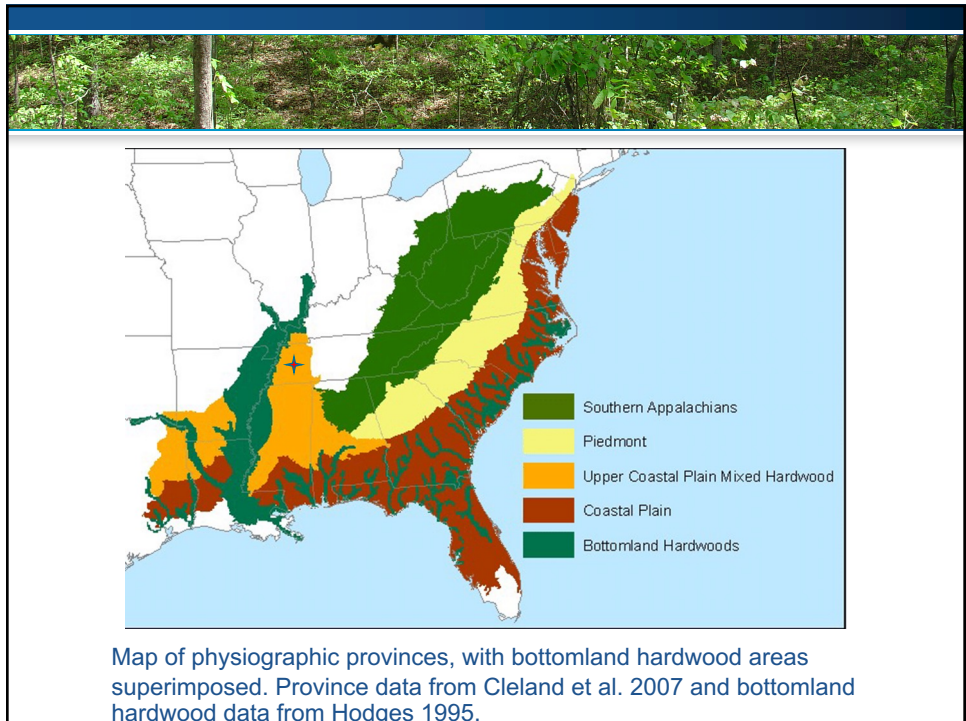 Southern Appalachians
Piedmont
Upper Coastal Plain Mixed Hardwood
Coastal Plain
Bottomland Hardwoods
Map of physiographic provinces, with bottomland hardwood areas
superimposed. Province data from Cleland et al. 2007 and bottomland
hardwood data from Hodges 1995.